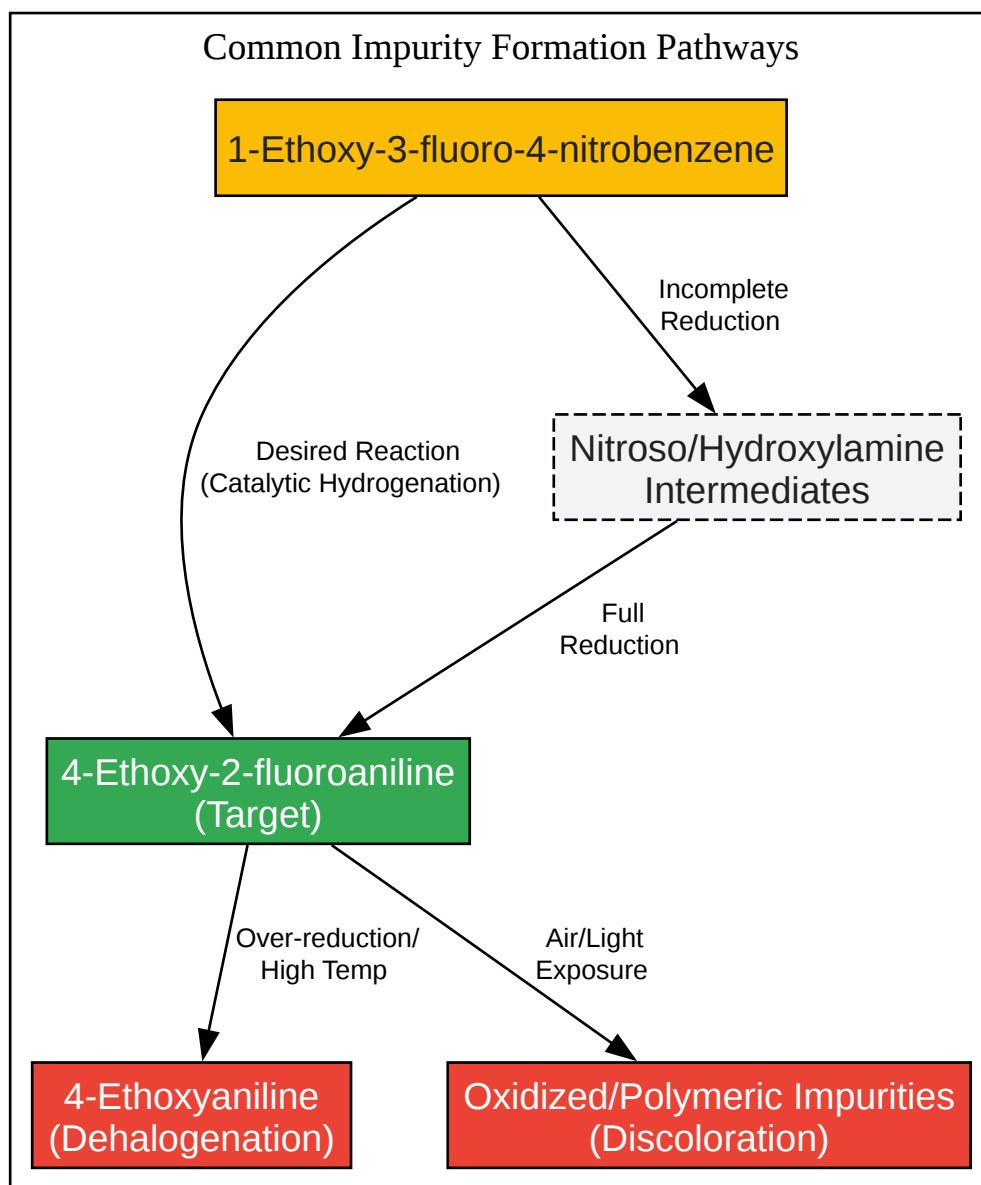 Common Impurity Formation Pathways
1-Ethoxy-3-fluoro-4-nitrobenzene
Incomplete
Reduction
Desired Reaction
(Catalytic Hydrogenation)
Nitroso/Hydroxylamine
Intermediates
Full
Reduction
4-Ethoxy-2-fluoroaniline
(Target)
Over-reduction/
High Temp
Air/Light
Exposure
4-Ethoxyaniline
(Dehalogenation)
Oxidized/Polymeric Impurities
(Discoloration)